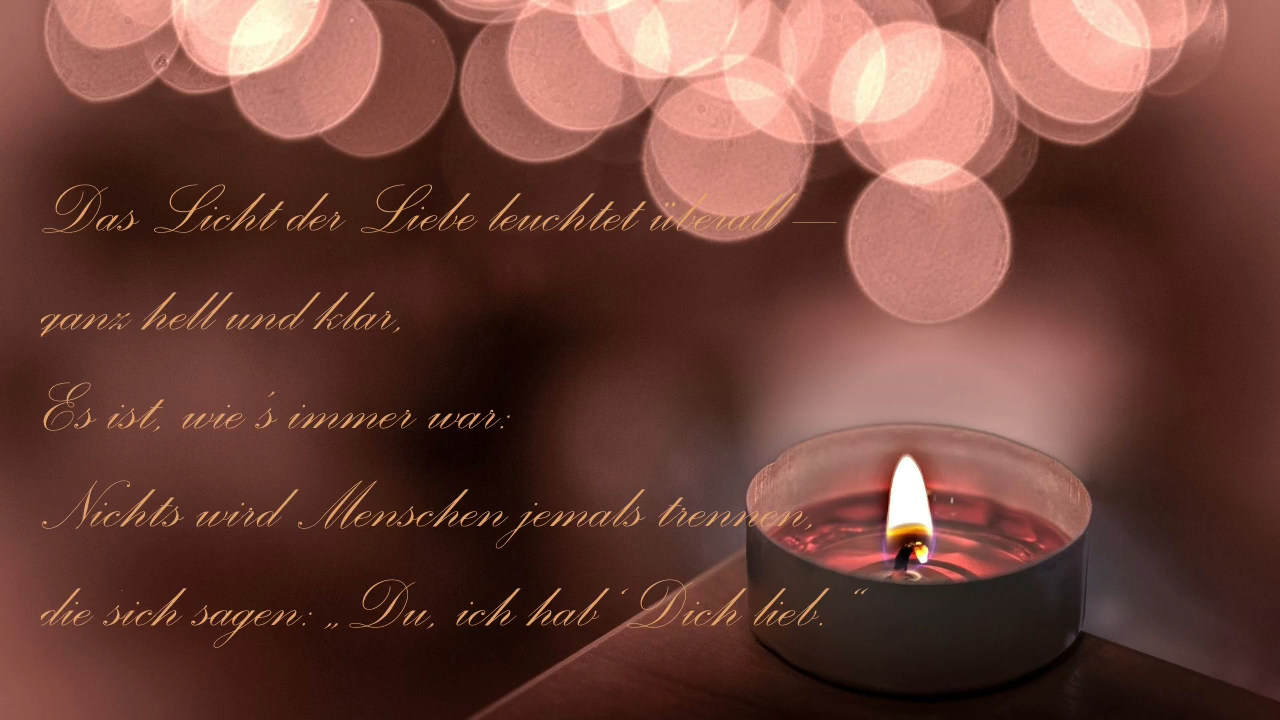 Das Licht der Liebe leuchtet überall –
ganz hell und klar,
Es ist, wie´s immer war:
Nichts wird Menschen jemals trennen,
die sich sagen: „Du, ich hab´ Dich lieb.“